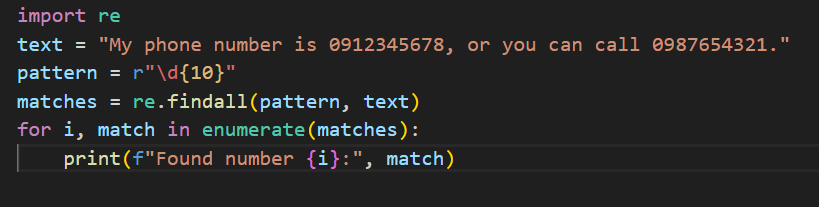 import re
text = "My phone number is 0912345678, or you can call 0987654321."
pattern = r"\d{10}"
matches = re.findall(pattern, text)
for i, match in enumerate(matches):
    print(f"Found number {i}:", match)